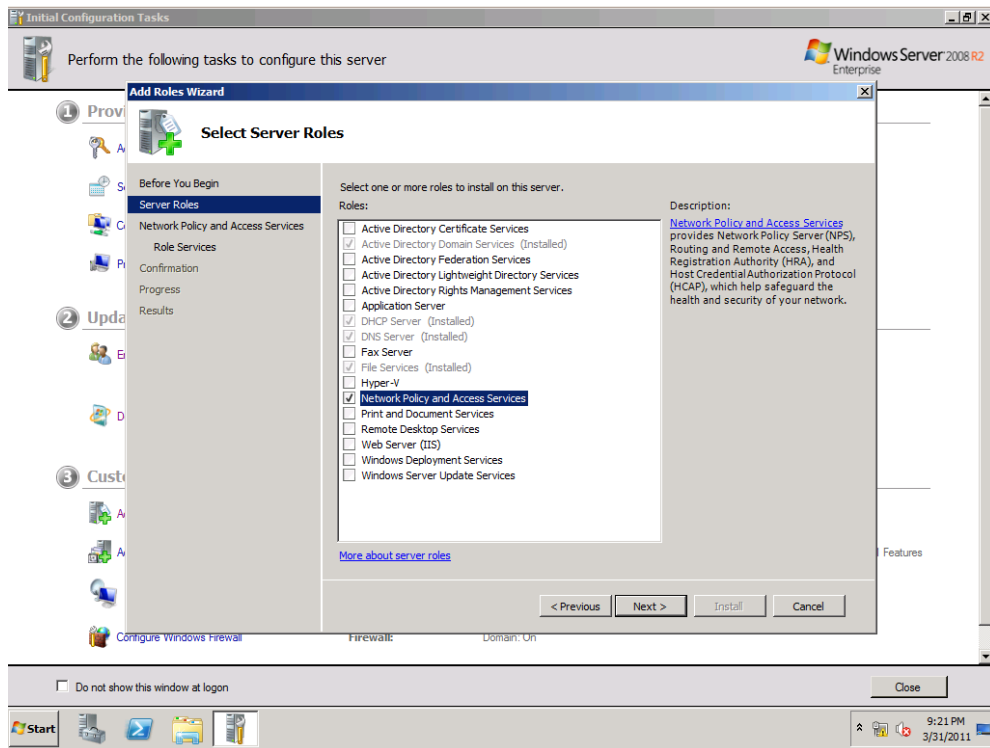 Initial Configuration Tasks
Perform the following tasks to configure this server
Windows Server 2008 R2
Enterprise
Add Roles Wizard
1
Select Server Roles
Before You Begin
Server Roles
Network Policy and Access Services
Role Services
Confirmation
Progress
Results
Select one or more roles to install on this server.
Roles:
Active Directory Certificate Services
Active Directory Domain Services (Installed)
Active Directory Federation Services
Active Directory Lightweight Directory Services
Active Directory Rights Management Services
Application Server
DHCP Server (Installed)
DNS Server (Installed)
Fax Server
File Services (Installed)
Hyper-V
Network Policy and Access Services
Print and Document Services
Remote Desktop Services
Web Server (IIS)
Windows Deployment Services
Windows Server Update Services
More about server roles
Description:
Network Policy and Access Services
provides Network Policy Server (NPS),
Routing and Remote Access, Health
Registration Authority (HRA), and
Host Credential Authorization Protocol
(HCAP), which help safeguard the
health and security of your network.
2
3
Features
< Previous
Next >
Install
Cancel
Configure Windows Firewall
Firewall:
Domain: On
Do not show this window at logon
Close
Start
9:21 PM
3/31/2011